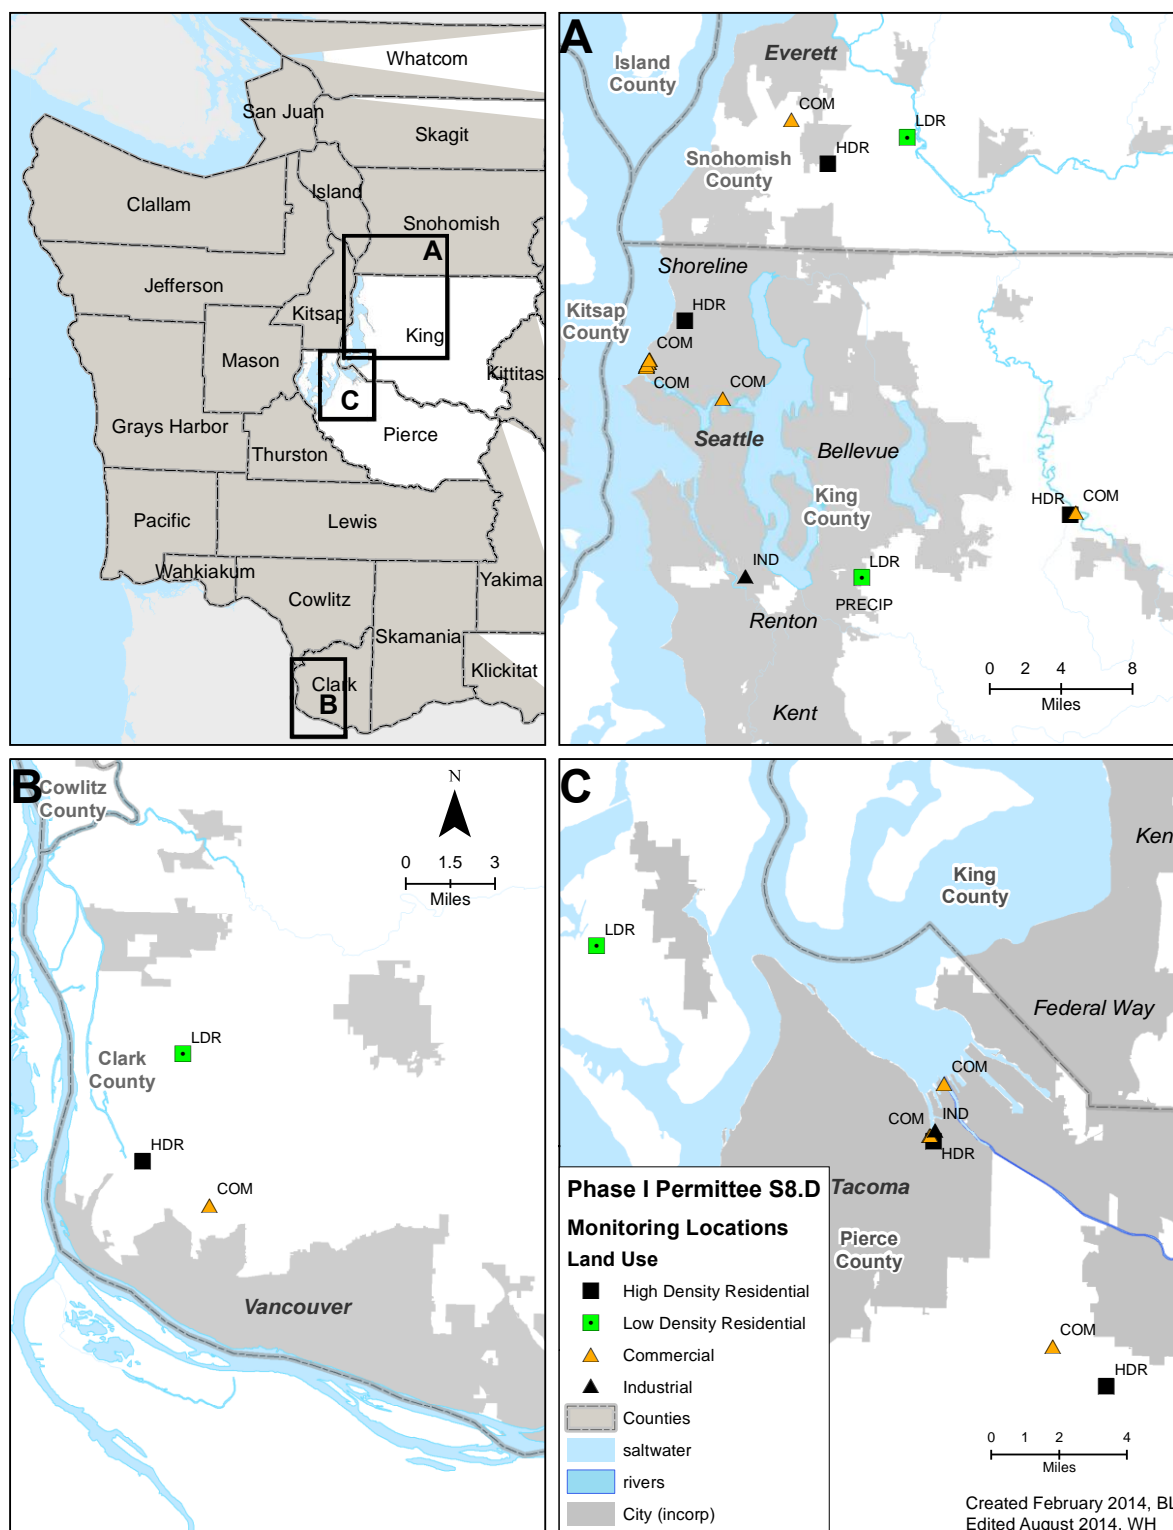 Whatcom
San Juan
Skagit
Island
Clallam
Snohomish
A
Jefferson
Kitsap
King
Mason
Kittitas
C
Grays Harbor
Pierce
Thurston
Pacific
Lewis
Wahkiakum
Yakima
Cowlitz
Skamania
Klickitat
Clark
B
A
Everett
Island
County
COM
LDR
HDR
Snohomish
County
Shoreline
HDR
Kitsap
County
COM
COM
COM
Seattle
Bellevue
King
County
HDR
COM
IND
LDR
PRECIP
Renton
0 4 8
Miles
Kent
B
Cowlitz
County
N
0 1.5 3
Miles
LDR
Clark
County
HDR
COM
Vancouver
C
Ken
King
County
LDR
Federal Way
COM
COM
IND
HDR
Tacoma
Pierce
County
COM
HDR
0 1 2 4
Miles
Phase I Permittee S8.D
Monitoring Locations
Land Use
High Density Residential
Low Density Residential
Commercial
Industrial
Counties
saltwater
rivers
City (incorp)
Created February 2014, BL
Edited August 2014, WH